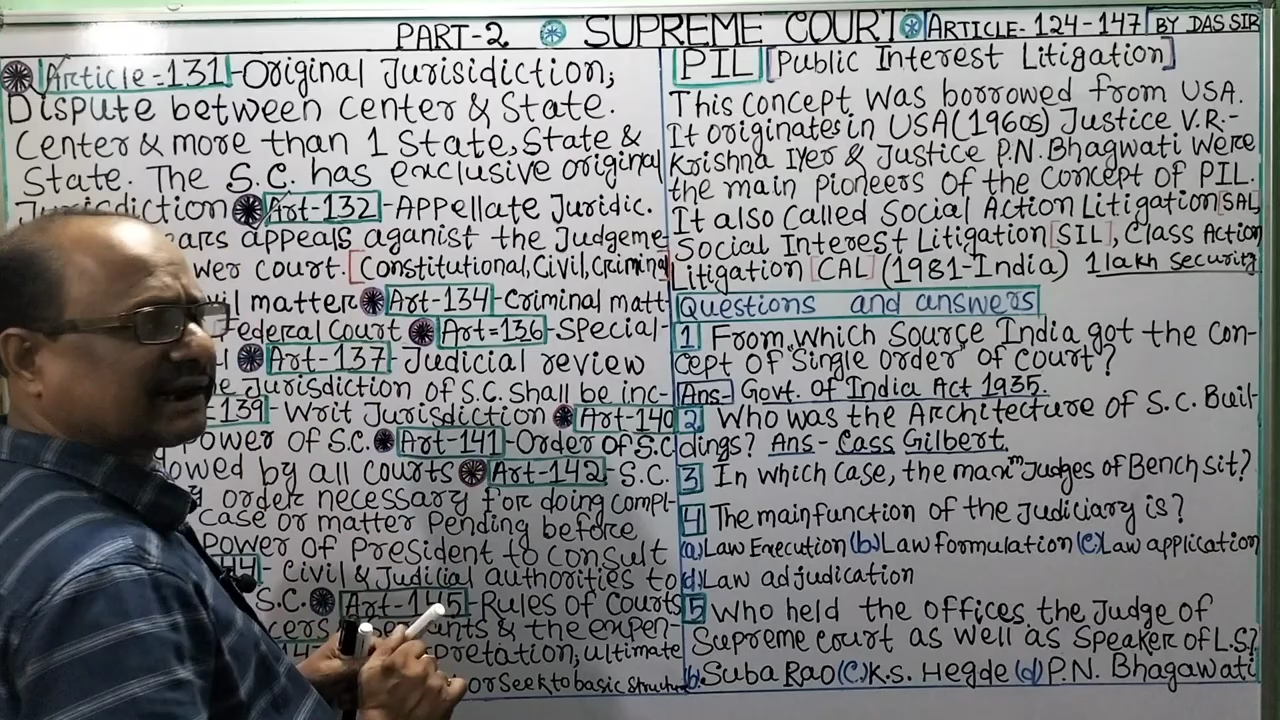 PART-2 SUPREME COURT ARTICLE-124-147 BY DAS SIR
Article=131-Original Jurisidiction,
Dispute between Center & State.
Center & more than 1 State, State &
State. The S.C. has exclusive original
Jurisdiction Art-132-Appellate Juridic.
ears appeals aganist the Judgeme
wer court. [Constitutional, Civil, Criminal
il matter Art-134-Criminal matt
Federal Court Art=136-Special-
Art-137-Judicial review
e Jurisdiction of S.C. Shall be inc-
-139-Writ Jurisdiction Art-140
power of S.C. Art-141-Order of S.C
owed by all courts Art-142-S.C.
order necessary for doing compl-
case or matter pending before
power of President to consult
44-Civil & Judicial authorities to
S.C. Art-145-Rules of Courts
cers servants & the expen-
pretation, ultimate
or Seek to basic structure
PIL [Public Interest Litigation]
This concept was borrowed from USA.
It originates in USA(1960s) Justice V.R.-
Krishna Iyer & Justice P.N. Bhagwati were
the main pioneers of the concept of PIL.
It also called Social Action Litigation[SAL]
Social Interest Litigation[SIL], Class Action
Litigation [CAL] (1981-India) 1 lakh security
Questions and answers
1 From which Source India got the con-
cept of Single order of court?
Ans- Govt. of India Act 1935.
2 Who was the Architecture of S.C. Buil-
dings? Ans- Cass Gilbert.
3 In which case, the maxm Judges of Bench sit?
4 The main function of the Judiciary is?
(a) Law Execution (b) Law formulation (c) Law application
(d) Law adjudication
5 Who held the offices the Judge of
Supreme court as well as Speaker of L.S?
(b) Suba Rao (c) K.s. Hegde (d) P.N. Bhagawati